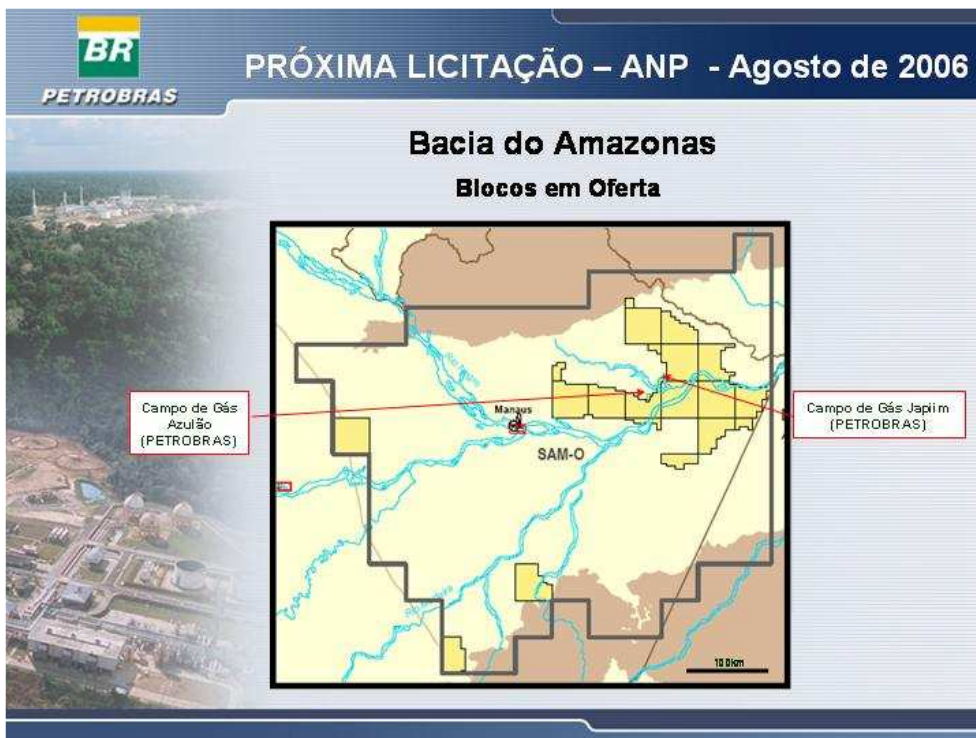 BR
PETROBRAS
PRÓXIMA LICITAÇÃO – ANP - Agosto de 2006
Bacia do Amazonas
Blocos em Oferta
Campo de Gás
Azulão
(PETROBRAS)
Manaus
SAM-O
Campo de Gás Japiim
(PETROBRAS)
100km